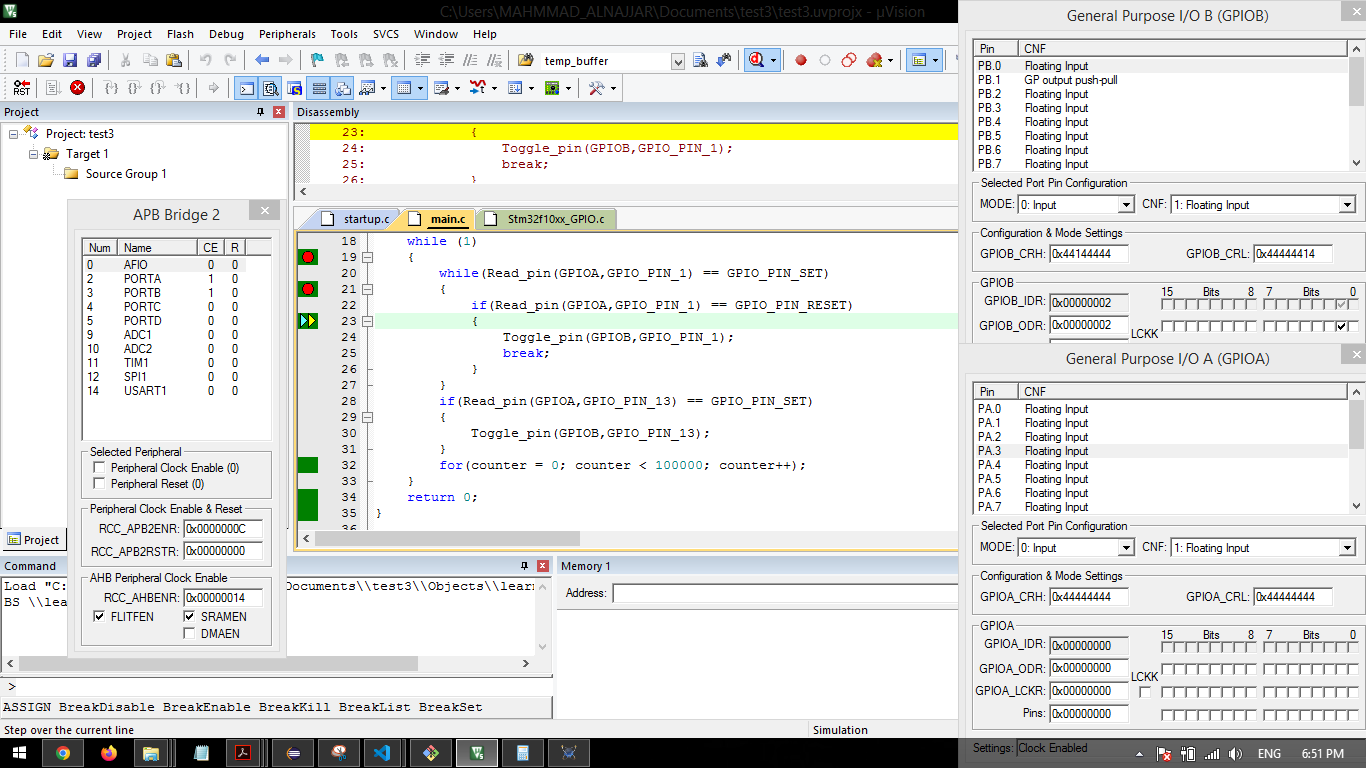 C:\Users\MAHMMAD_ALNAJJAR\Documents\test3\test3.uvprojx - µVision
File Edit View Project Flash Debug Peripherals Tools SVCS Window Help
temp_buffer
RST
Project
Project: test3
Target 1
Source Group 1
Project
Disassembly
23: {
24: Toggle_pin(GPIOB,GPIO_PIN_1);
25: break;
26: }
startup.c main.c Stm32f10xx_GPIO.c
18 while (1)
19 {
20 while(Read_pin(GPIOA,GPIO_PIN_1) == GPIO_PIN_SET)
21 {
22 if(Read_pin(GPIOA,GPIO_PIN_1) == GPIO_PIN_RESET)
23 {
24 Toggle_pin(GPIOB,GPIO_PIN_1);
25 break;
26 }
27 }
28 if(Read_pin(GPIOA,GPIO_PIN_13) == GPIO_PIN_SET)
29 {
30 Toggle_pin(GPIOB,GPIO_PIN_13);
31 }
32 for(counter = 0; counter < 100000; counter++);
33 }
34 return 0;
35 }
36
APB Bridge 2
Num Name CE R
0 AFIO 0 0
2 PORTA 1 0
3 PORTB 1 0
4 PORTC 0 0
5 PORTD 0 0
9 ADC1 0 0
10 ADC2 0 0
11 TIM1 0 0
12 SPI1 0 0
14 USART1 0 0
Selected Peripheral
Peripheral Clock Enable (0)
Peripheral Reset (0)
Peripheral Clock Enable & Reset
RCC_APB2ENR: 0x0000000C
RCC_APB2RSTR: 0x00000000
AHB Peripheral Clock Enable
RCC_AHBENR: 0x00000014
FLITFEN SRAMEN
DMAEN
Command
Load "C: Documents\\test3\\Objects\\learn
BS \\lea
>
ASSIGN BreakDisable BreakEnable BreakKill BreakList BreakSet
Memory 1
Address:
Step over the current line Simulation
General Purpose I/O B (GPIOB)
Pin CNF
PB.0 Floating Input
PB.1 GP output push-pull
PB.2 Floating Input
PB.3 Floating Input
PB.4 Floating Input
PB.5 Floating Input
PB.6 Floating Input
PB.7 Floating Input
Selected Port Pin Configuration
MODE: 0: Input CNF: 1: Floating Input
Configuration & Mode Settings
GPIOB_CRH: 0x44144444 GPIOB_CRL: 0x44444414
GPIOB
GPIOB_IDR: 0x00000002 15 Bits 8 7 Bits 0
GPIOB_ODR: 0x00000002 LCKK
General Purpose I/O A (GPIOA)
Pin CNF
PA.0 Floating Input
PA.1 Floating Input
PA.2 Floating Input
PA.3 Floating Input
PA.4 Floating Input
PA.5 Floating Input
PA.6 Floating Input
PA.7 Floating Input
Selected Port Pin Configuration
MODE: 0: Input CNF: 1: Floating Input
Configuration & Mode Settings
GPIOA_CRH: 0x44444444 GPIOA_CRL: 0x44444444
GPIOA
15 Bits 8 7 Bits 0
GPIOA_IDR: 0x00000000
GPIOA_ODR: 0x00000000 LCKK
GPIOA_LCKR: 0x00000000
Pins: 0x00000000
Settings: Clock Enabled
ENG 6:51 PM